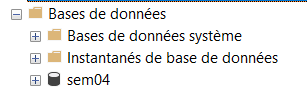 Bases de données
Bases de données système
Instantanés de base de données
sem04